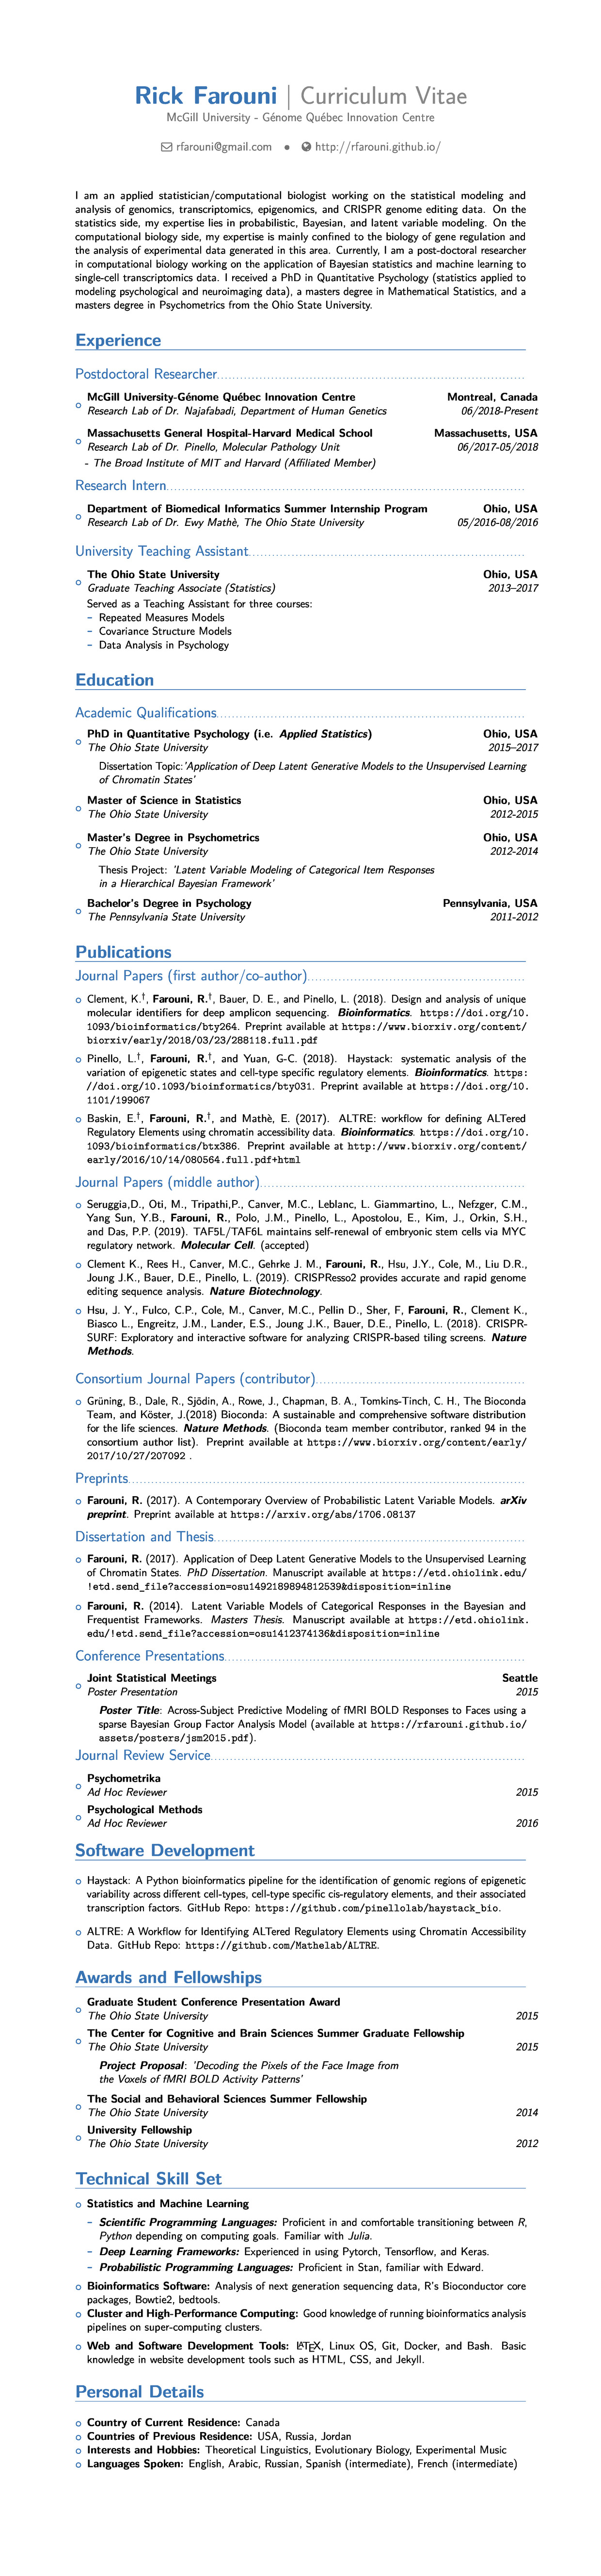 Rick Farouni | Curriculum Vitae
McGill University - Génome Québec Innovation Centre
rfarouni@gmail.com • http://rfarouni.github.io/
I am an applied statistician/computational biologist working on the statistical modeling and
analysis of genomics, transcriptomics, epigenomics, and CRISPR genome editing data. On the
statistics side, my expertise lies in probabilistic, Bayesian, and latent variable modeling. On the
computational biology side, my expertise is mainly confined to the biology of gene regulation and
the analysis of experimental data generated in this area. Currently, I am a post-doctoral researcher
in computational biology working on the application of Bayesian statistics and machine learning to
single-cell transcriptomics data. I received a PhD in Quantitative Psychology (statistics applied to
modeling psychological and neuroimaging data), a masters degree in Mathematical Statistics, and a
masters degree in Psychometrics from the Ohio State University.
Experience
Postdoctoral Researcher
McGill University-Génome Québec Innovation Centre Montreal, Canada
Research Lab of Dr. Najafabadi, Department of Human Genetics 06/2018-Present
Massachusetts General Hospital-Harvard Medical School Massachusetts, USA
Research Lab of Dr. Pinello, Molecular Pathology Unit 06/2017-05/2018
- The Broad Institute of MIT and Harvard (Affiliated Member)
Research Intern
Department of Biomedical Informatics Summer Internship Program Ohio, USA
Research Lab of Dr. Ewy Mathè, The Ohio State University 05/2016-08/2016
University Teaching Assistant
The Ohio State University Ohio, USA
Graduate Teaching Associate (Statistics) 2013–2017
Served as a Teaching Assistant for three courses:
– Repeated Measures Models
– Covariance Structure Models
– Data Analysis in Psychology
Education
Academic Qualifications
PhD in Quantitative Psychology (i.e. Applied Statistics) Ohio, USA
The Ohio State University 2015–2017
Dissertation Topic:'Application of Deep Latent Generative Models to the Unsupervised Learning
of Chromatin States'
Master of Science in Statistics Ohio, USA
The Ohio State University 2012-2015
Master's Degree in Psychometrics Ohio, USA
The Ohio State University 2012-2014
Thesis Project: 'Latent Variable Modeling of Categorical Item Responses
in a Hierarchical Bayesian Framework'
Bachelor's Degree in Psychology Pennsylvania, USA
The Pennsylvania State University 2011-2012
Publications
Journal Papers (first author/co-author)
Clement, K.†, Farouni, R.†, Bauer, D. E., and Pinello, L. (2018). Design and analysis of unique
molecular identifiers for deep amplicon sequencing. Bioinformatics. https://doi.org/10.
1093/bioinformatics/bty264. Preprint available at https://www.biorxiv.org/content/
biorxiv/early/2018/03/23/288118.full.pdf
Pinello, L.†, Farouni, R.†, and Yuan, G-C. (2018). Haystack: systematic analysis of the
variation of epigenetic states and cell-type specific regulatory elements. Bioinformatics. https:
//doi.org/10.1093/bioinformatics/bty031. Preprint available at https://doi.org/10.
1101/199067
Baskin, E.†, Farouni, R.†, and Mathè, E. (2017). ALTRE: workflow for defining ALTered
Regulatory Elements using chromatin accessibility data. Bioinformatics. https://doi.org/10.
1093/bioinformatics/btx386. Preprint available at http://www.biorxiv.org/content/
early/2016/10/14/080564.full.pdf+html
Journal Papers (middle author)
Seruggia,D., Oti, M., Tripathi,P., Canver, M.C., Leblanc, L. Giammartino, L., Nefzger, C.M.,
Yang Sun, Y.B., Farouni, R., Polo, J.M., Pinello, L., Apostolou, E., Kim, J., Orkin, S.H.,
and Das, P.P. (2019). TAF5L/TAF6L maintains self-renewal of embryonic stem cells via MYC
regulatory network. Molecular Cell. (accepted)
Clement K., Rees H., Canver, M.C., Gehrke J. M., Farouni, R., Hsu, J.Y., Cole, M., Liu D.R.,
Joung J.K., Bauer, D.E., Pinello, L. (2019). CRISPResso2 provides accurate and rapid genome
editing sequence analysis. Nature Biotechnology.
Hsu, J. Y., Fulco, C.P., Cole, M., Canver, M.C., Pellin D., Sher, F, Farouni, R., Clement K.,
Biasco L., Engreitz, J.M., Lander, E.S., Joung J.K., Bauer, D.E., Pinello, L. (2018). CRISPR-
SURF: Exploratory and interactive software for analyzing CRISPR-based tiling screens. Nature
Methods.
Consortium Journal Papers (contributor)
Grüning, B., Dale, R., Sjödin, A., Rowe, J., Chapman, B. A., Tomkins-Tinch, C. H., The Bioconda
Team, and Köster, J.(2018) Bioconda: A sustainable and comprehensive software distribution
for the life sciences. Nature Methods. (Bioconda team member contributor, ranked 94 in the
consortium author list). Preprint available at https://www.biorxiv.org/content/early/
2017/10/27/207092 .
Preprints
Farouni, R. (2017). A Contemporary Overview of Probabilistic Latent Variable Models. arXiv
preprint. Preprint available at https://arxiv.org/abs/1706.08137
Dissertation and Thesis
Farouni, R. (2017). Application of Deep Latent Generative Models to the Unsupervised Learning
of Chromatin States. PhD Dissertation. Manuscript available at https://etd.ohiolink.edu/
!etd.send_file?accession=osu1492189894812539&disposition=inline
Farouni, R. (2014). Latent Variable Models of Categorical Responses in the Bayesian and
Frequentist Frameworks. Masters Thesis. Manuscript available at https://etd.ohiolink.
edu/!etd.send_file?accession=osu1412374136&disposition=inline
Conference Presentations
Joint Statistical Meetings Seattle
Poster Presentation 2015
Poster Title: Across-Subject Predictive Modeling of fMRI BOLD Responses to Faces using a
sparse Bayesian Group Factor Analysis Model (available at https://rfarouni.github.io/
assets/posters/jsm2015.pdf).
Journal Review Service
Psychometrika
Ad Hoc Reviewer 2015
Psychological Methods
Ad Hoc Reviewer 2016
Software Development
Haystack: A Python bioinformatics pipeline for the identification of genomic regions of epigenetic
variability across different cell-types, cell-type specific cis-regulatory elements, and their associated
transcription factors. GitHub Repo: https://github.com/pinellolab/haystack_bio.
ALTRE: A Workflow for Identifying ALTered Regulatory Elements using Chromatin Accessibility
Data. GitHub Repo: https://github.com/Mathelab/ALTRE.
Awards and Fellowships
Graduate Student Conference Presentation Award
The Ohio State University 2015
The Center for Cognitive and Brain Sciences Summer Graduate Fellowship
The Ohio State University 2015
Project Proposal: 'Decoding the Pixels of the Face Image from
the Voxels of fMRI BOLD Activity Patterns'
The Social and Behavioral Sciences Summer Fellowship
The Ohio State University 2014
University Fellowship
The Ohio State University 2012
Technical Skill Set
Statistics and Machine Learning
– Scientific Programming Languages: Proficient in and comfortable transitioning between R,
Python depending on computing goals. Familiar with Julia.
– Deep Learning Frameworks: Experienced in using Pytorch, Tensorflow, and Keras.
– Probabilistic Programming Languages: Proficient in Stan, familiar with Edward.
Bioinformatics Software: Analysis of next generation sequencing data, R's Bioconductor core
packages, Bowtie2, bedtools.
Cluster and High-Performance Computing: Good knowledge of running bioinformatics analysis
pipelines on super-computing clusters.
Web and Software Development Tools: LATEX, Linux OS, Git, Docker, and Bash. Basic
knowledge in website development tools such as HTML, CSS, and Jekyll.
Personal Details
Country of Current Residence: Canada
Countries of Previous Residence: USA, Russia, Jordan
Interests and Hobbies: Theoretical Linguistics, Evolutionary Biology, Experimental Music
Languages Spoken: English, Arabic, Russian, Spanish (intermediate), French (intermediate)